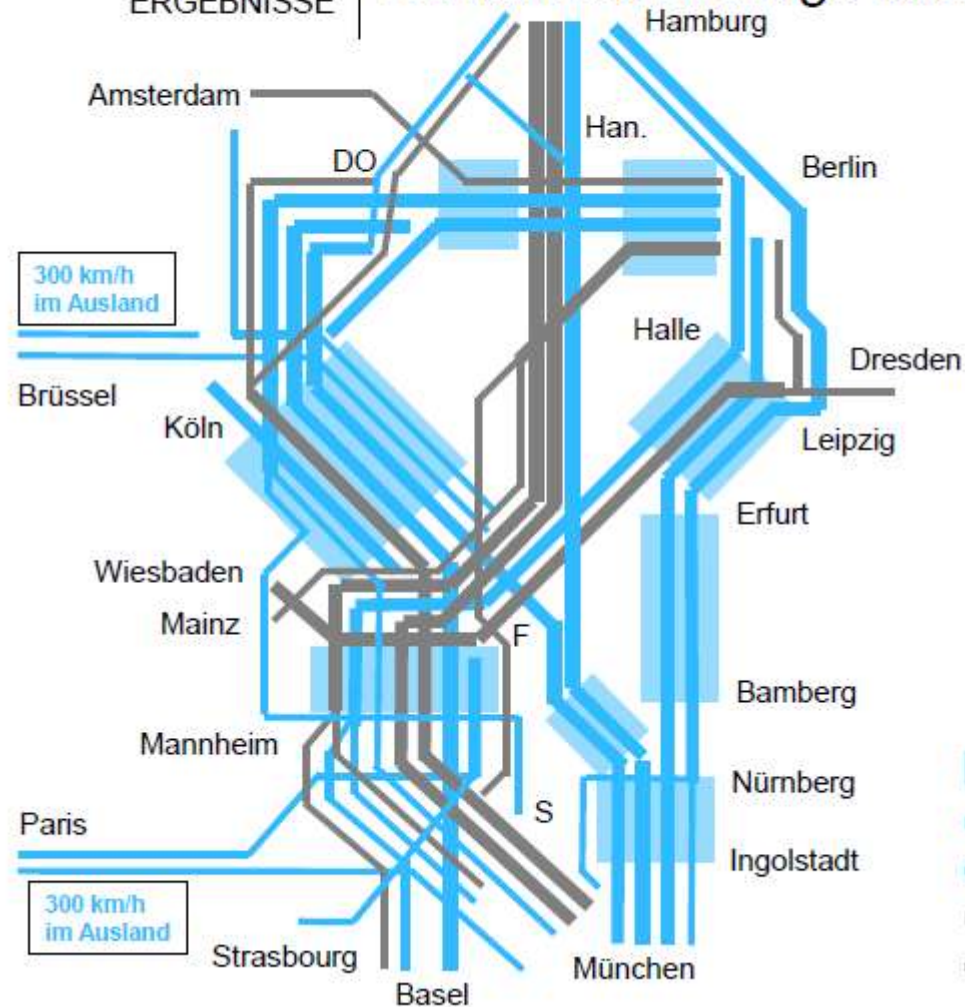 ERGEBNISSE
Hamburg
Amsterdam
Han.
DO
Berlin
300 km/h
im Ausland
Halle
Dresden
Brüssel
Köln
Leipzig
Erfurt
Wiesbaden
Mainz
F
Bamberg
Mannheim
Nürnberg
S
Paris
Ingolstadt
300 km/h
im Ausland
Strasbourg
München
Basel